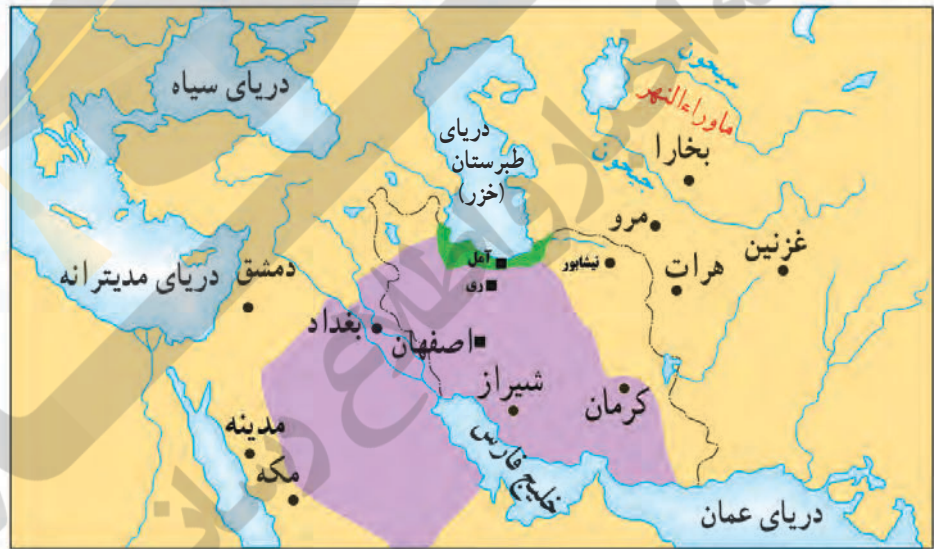 دریای سیاه
دریای
طبرستان
(خزر)
سیحون
ماوراءالنهر
بخارا
جیحون
مرو
غزنین
هرات
نیشابور
آمل
ری
دمشق
دریای مدیترانه
بغداد
اصفهان
شیراز
کرمان
مدینه
مکه
خلیج فارس
دریای عمان